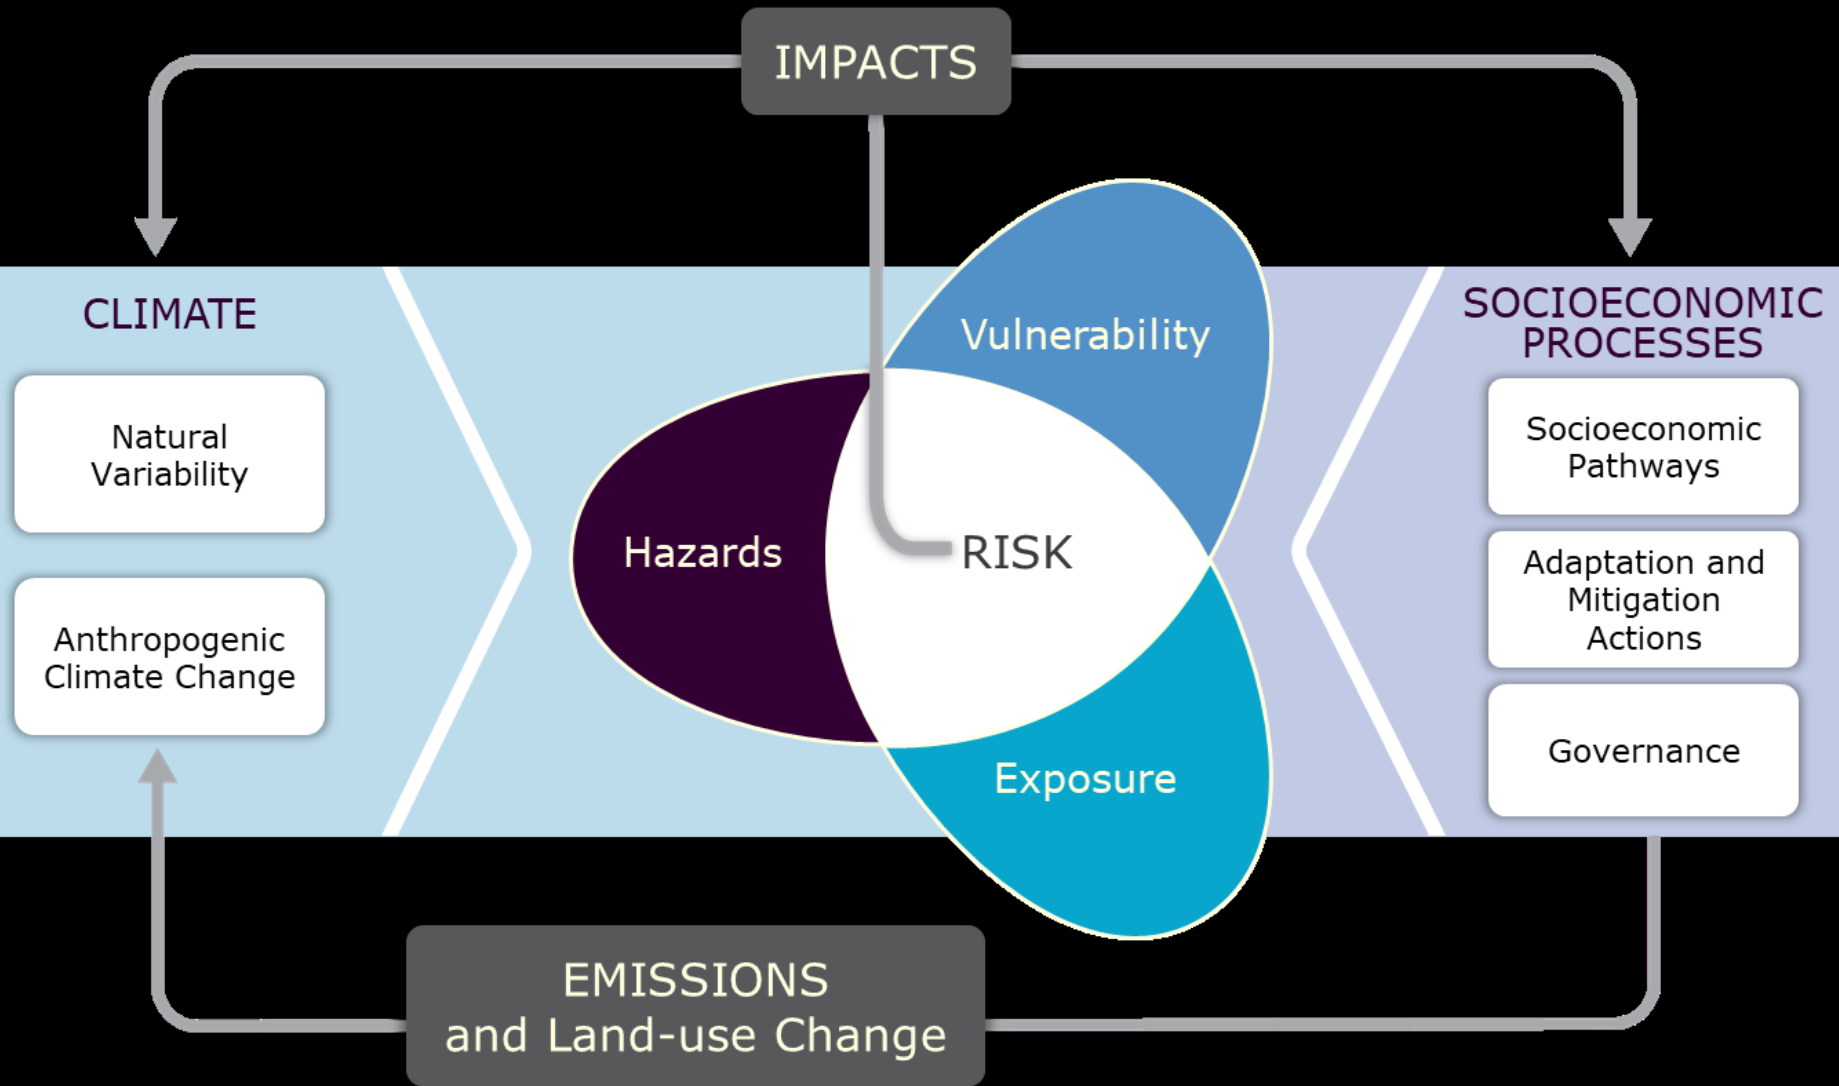 IMPACTS
CLIMATE
Natural
Variability
Anthropogenic
Climate Change
Vulnerability
Hazards
RISK
Exposure
SOCIOECONOMIC
PROCESSES
Socioeconomic
Pathways
Adaptation and
Mitigation
Actions
Governance
EMISSIONS
and Land-use Change